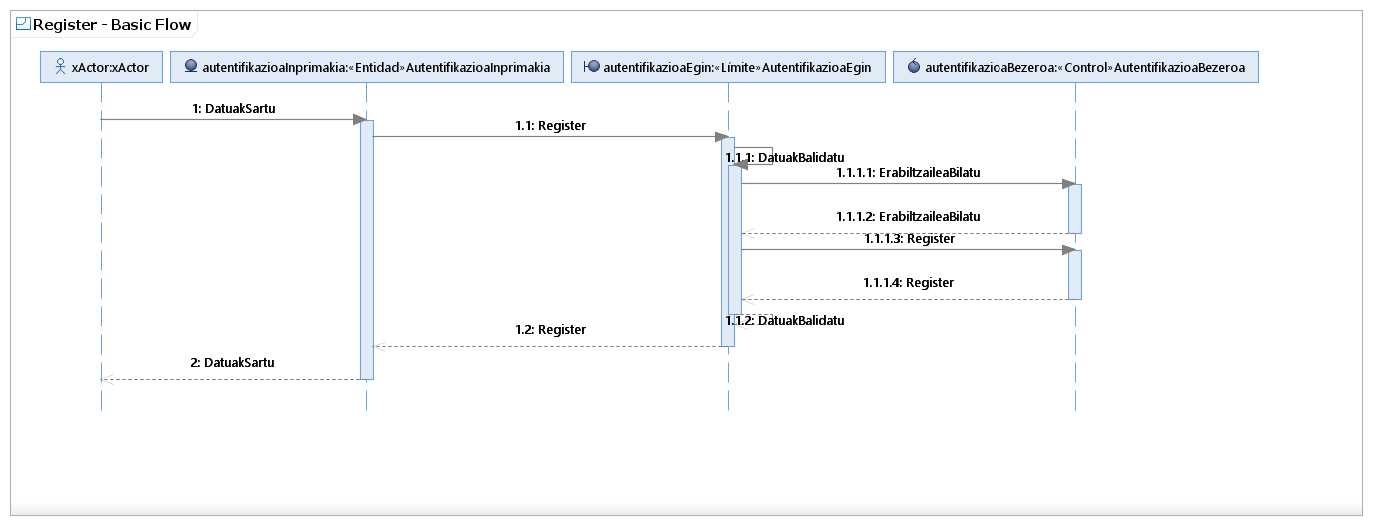 Register - Basic Flow
xActor:xActor
autentifikazioaInprimakia:«Entidad»AutentifikazioaInprimakia
autentifikazioaEgin:«Límite»AutentifikazioaEgin
autentifikazioaBezeroa:«Control»AutentifikazioaBezeroa
1: DatuakSartu
1.1: Register
1.1.1: DatuakBalidatu
1.1.1.1: ErabiltzaileaBilatu
1.1.1.2: ErabiltzaileaBilatu
1.1.1.3: Register
1.1.1.4: Register
1.1.2: DatuakBalidatu
1.2: Register
2: DatuakSartu